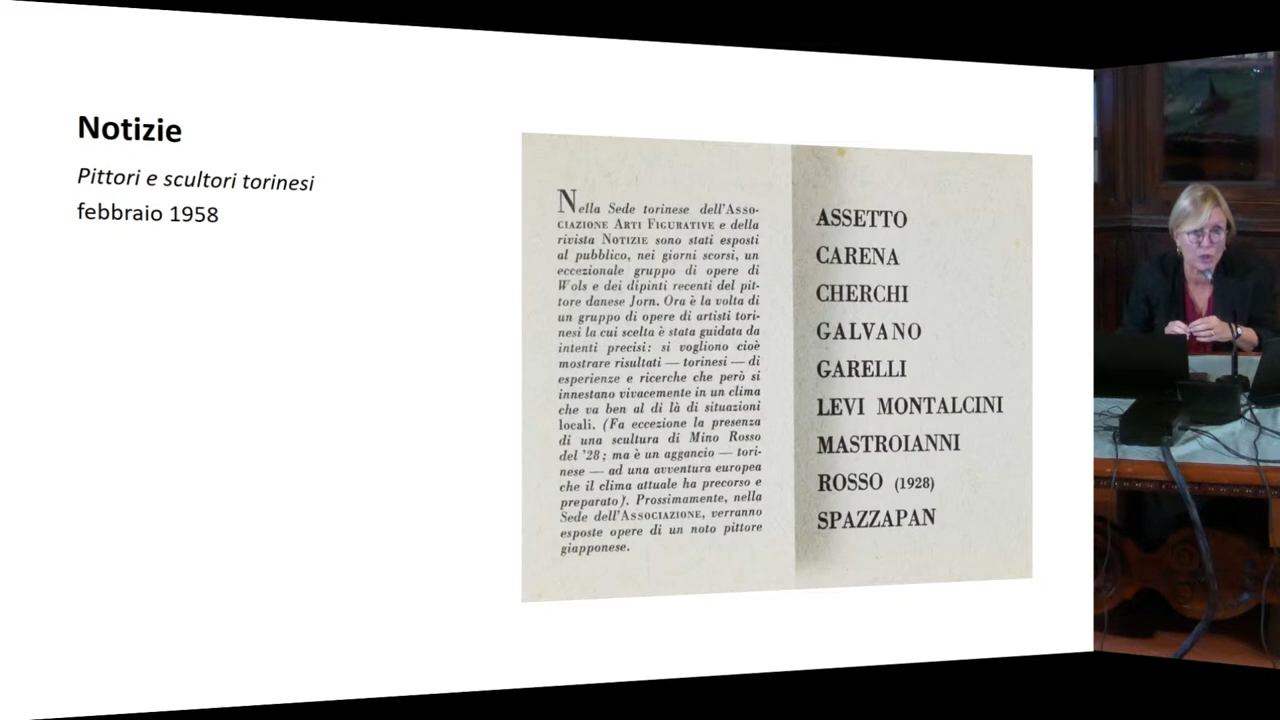 Notizie
Pittori e scultori torinesi
febbraio 1958
Nella Sede torinese dell'Asso-
ciazione Arti Figurative e della
rivista Notizie sono stati esposti
al pubblico, nei giorni scorsi, un
eccezionale gruppo di opere di
Wols e dei dipinti recenti del pit-
tore danese Jorn. Ora è la volta di
un gruppo di opere di artisti tori-
nesi la cui scelta è stata guidata da
intenti precisi: si vogliono cioè
mostrare risultati — torinesi — di
esperienze e ricerche che però si
innestano vivacemente in un clima
che va ben al di là di situazioni
locali. (Fa eccezione la presenza
di una scultura di Mino Rosso
del '28; ma è un aggancio — tori-
nese — ad una avventura europea
che il clima attuale ha precorso e
preparato). Prossimamente, nella
Sede dell'Associazione, verranno
esposte opere di un noto pittore
giapponese.
ASSETTO
CARENA
CHERCHI
GALVANO
GARELLI
LEVI MONTALCINI
MASTROIANNI
ROSSO (1928)
SPAZZAPAN